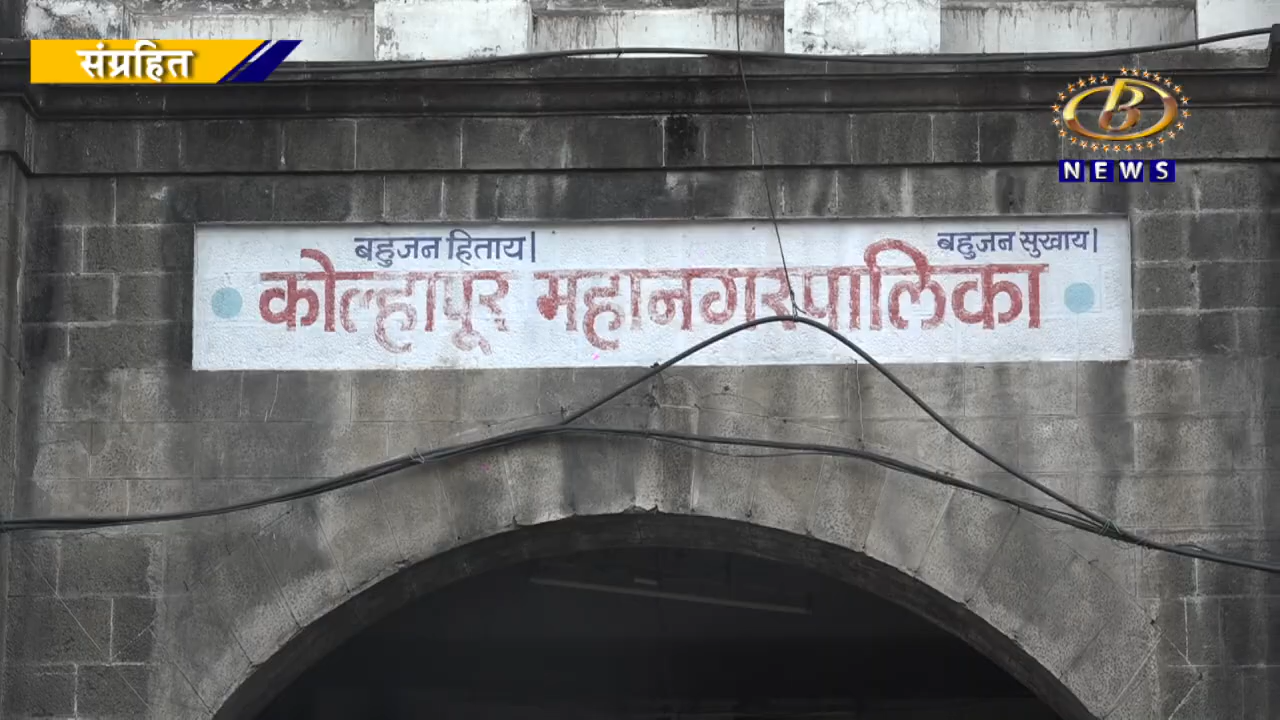 संग्रहित
B
NEWS
बहुजन हिताय| बहुजन सुखाय|
कोल्हापूर महानगरपालिका